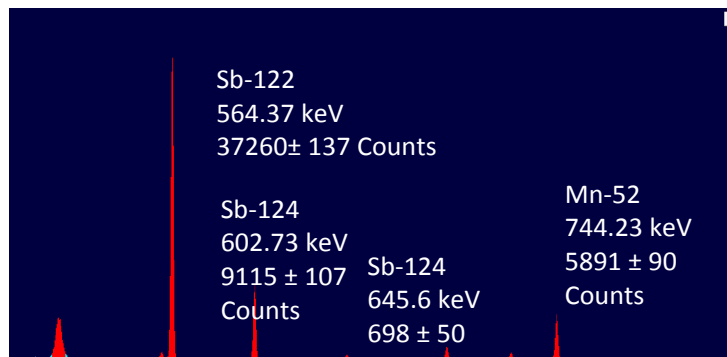 Sb-122
564.37 keV
37260± 137 Counts
Sb-124
602.73 keV
9115 ± 107
Counts
Sb-124
645.6 keV
698 ± 50
Mn-52
744.23 keV
5891 ± 90
Counts